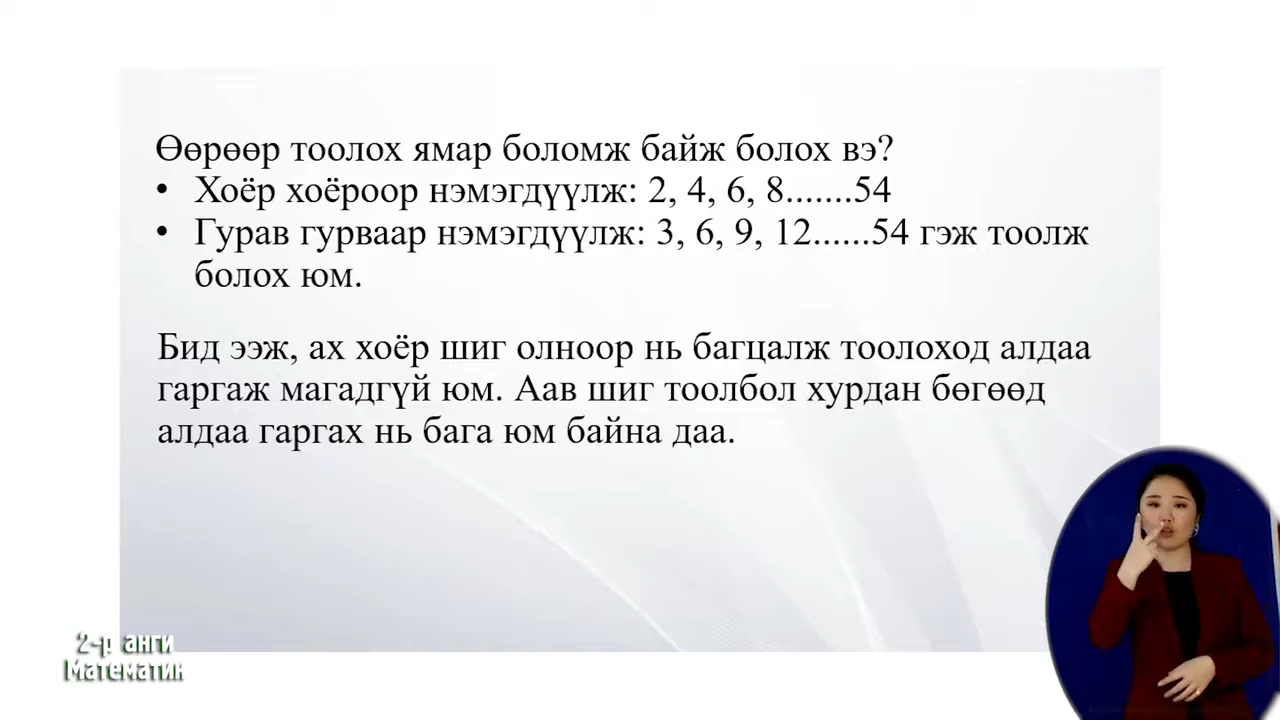 Өөрөөр тоолох ямар боломж байж болох вэ?
• Хоёр хоёроор нэмэгдүүлж: 2, 4, 6, 8.......54
• Гурав гурваар нэмэгдүүлж: 3, 6, 9, 12......54 гэж тоолж
болох юм.
Бид ээж, ах хоёр шиг олноор нь багцалж тоолоход алдаа
гаргаж магадгүй юм. Аав шиг тоолбол хурдан бөгөөд
алдаа гаргах нь бага юм байна даа.
2-р анги
Математик